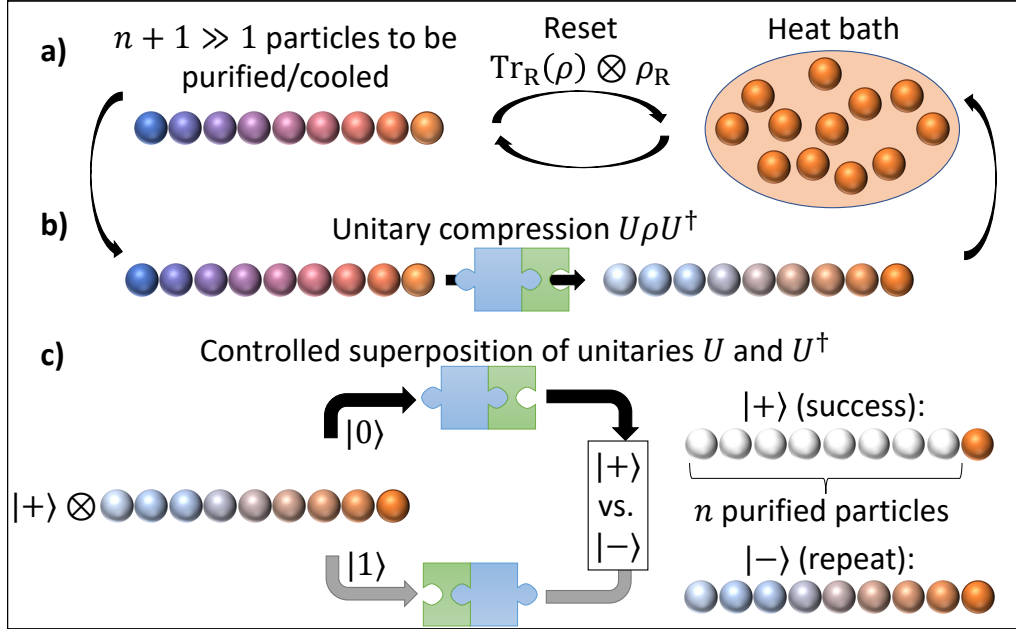 a)
n + 1 ≫ 1 particles to be
purified/cooled
Reset
Tr_R(ρ) ⊗ ρ_R
Heat bath
b)
Unitary compression UρU†
c)
Controlled superposition of unitaries U and U†
|0⟩
|+⟩ ⊗
|1⟩
|+⟩
vs.
|−⟩
|+⟩ (success):
n purified particles
|−⟩ (repeat):